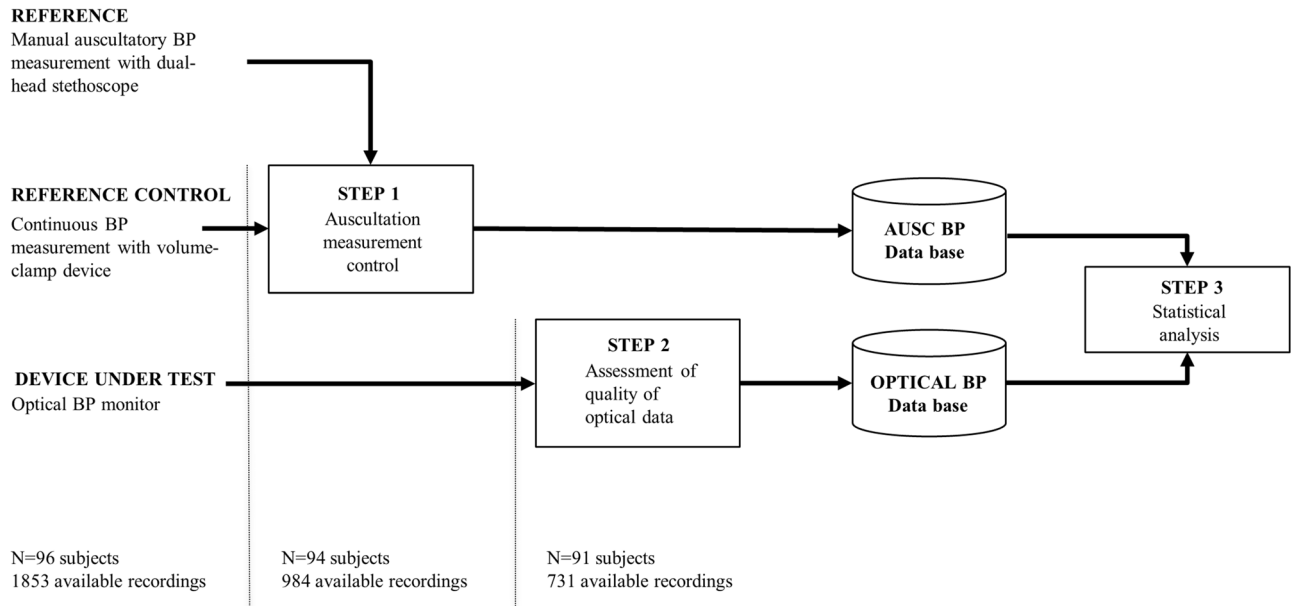 REFERENCE
Manual auscultatory BP
measurement with dual-
head stethoscope
REFERENCE CONTROL
Continuous BP
measurement with volume-
clamp device
STEP 1
Auscultation
measurement
control
AUSC BP
Data base
STEP 3
Statistical
analysis
DEVICE UNDER TEST
Optical BP monitor
STEP 2
Assessment of
quality of
optical data
OPTICAL BP
Data base
N=96 subjects
1853 available recordings
N=94 subjects
984 available recordings
N=91 subjects
731 available recordings